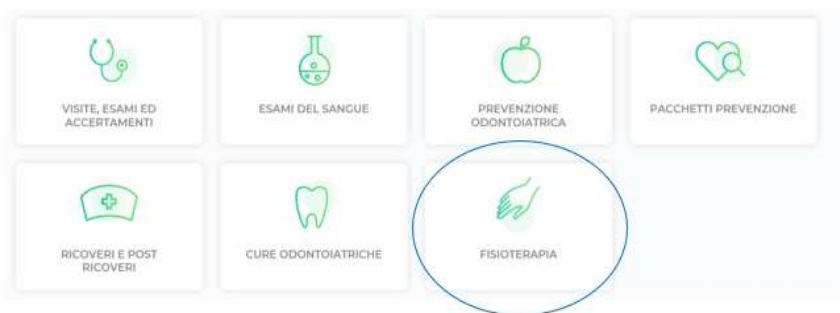 VISITE, ESAMI ED
ACCERTAMENTI
ESAMI DEL SANGUE
PREVENZIONE
ODONTOIATRICA
PACCHETTI PREVENZIONE
RICOVERI E POST
RICOVERI
CURE ODONTOIATRICHE
FISIOTERAPIA